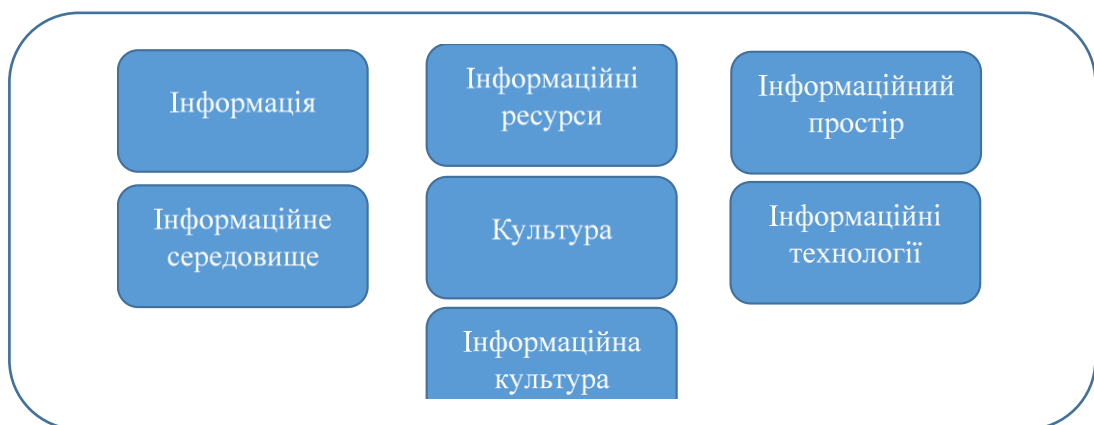 Інформація
Інформаційні
ресурси
Інформаційний
простір
Інформаційне
середовище
Культура
Інформаційні
технології
Інформаційна
культура